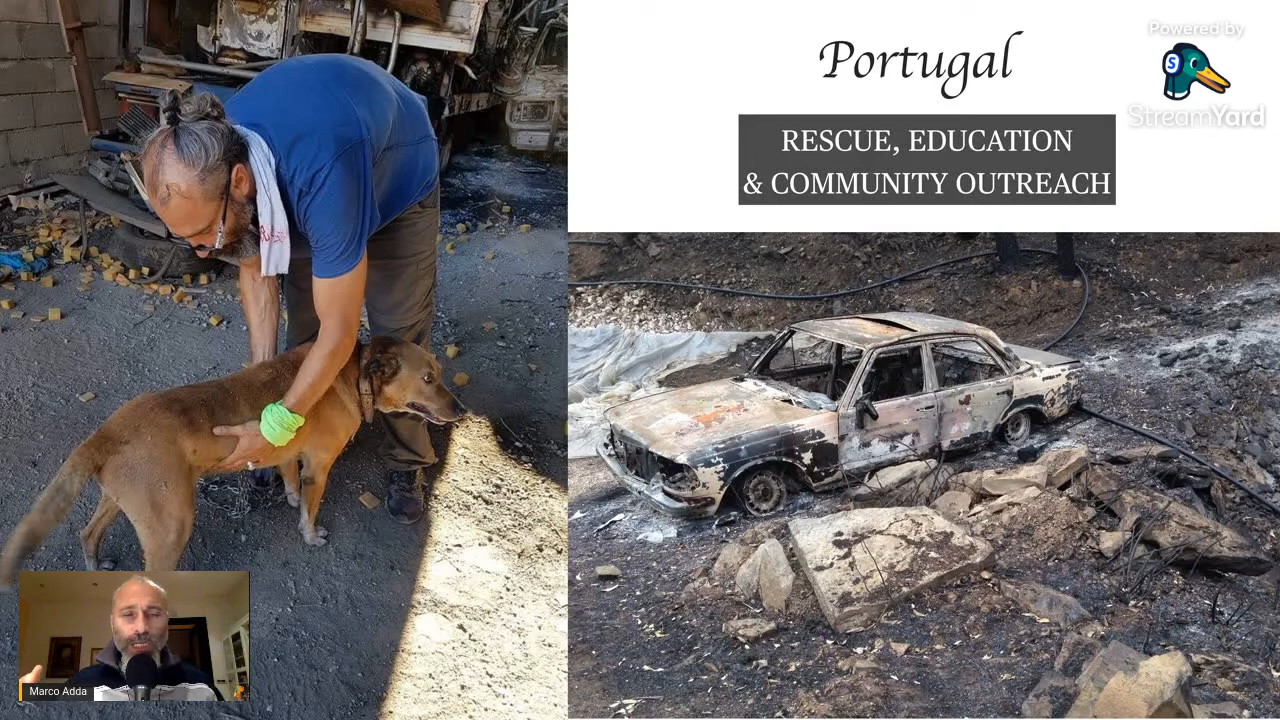 Portugal
Powered by
S
StreamYard
RESCUE, EDUCATION
& COMMUNITY OUTREACH
Marco Adda